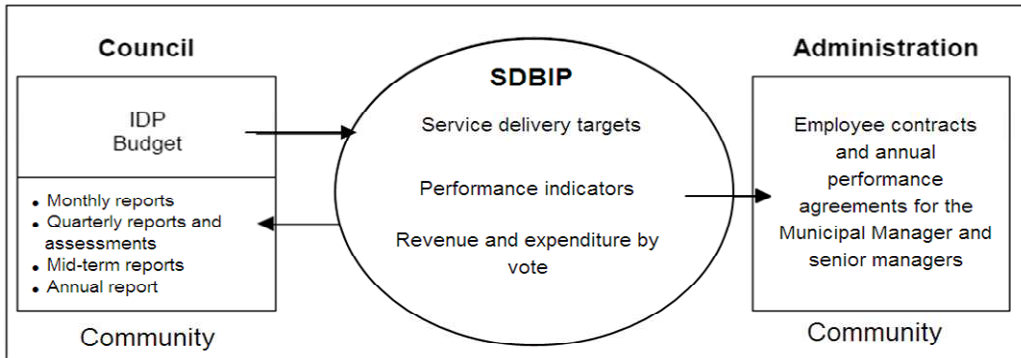 Council
IDP
Budget
• Monthly reports
• Quarterly reports and
assessments
• Mid-term reports
• Annual report
Community
SDBIP
Service delivery targets
Performance indicators
Revenue and expenditure by
vote
Administration
Employee contracts
and annual
performance
agreements for the
Municipal Manager and
senior managers
Community